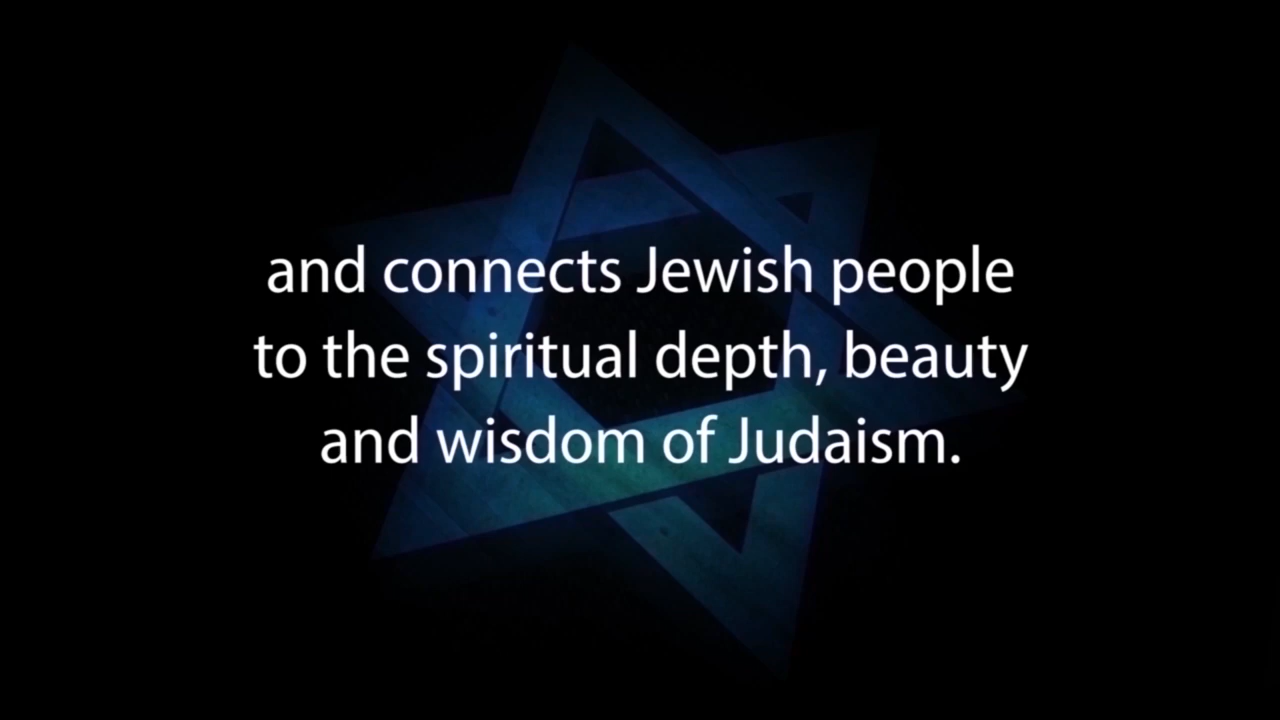 and connects Jewish people
to the spiritual depth, beauty
and wisdom of Judaism.